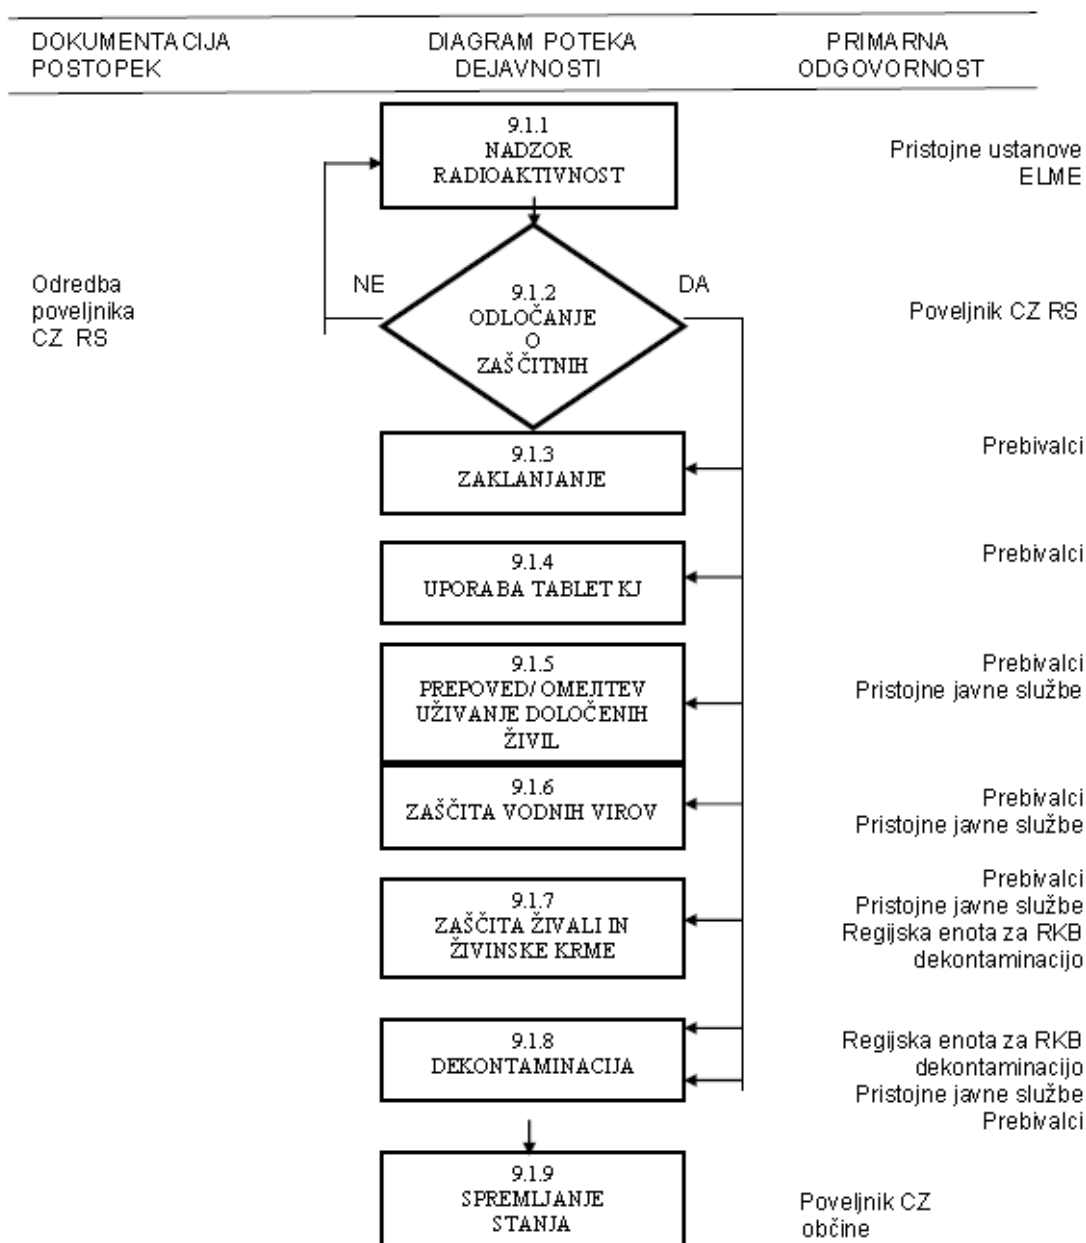 DOKUMENTACIJA
POSTOPEK
DIAGRAM POTEKA
DEJAVNOSTI
PRIMARNA
ODGOVORNOST
9.1.1
NADZOR
RADIOAKTIVNOST
Pristojne ustanove
ELME
Odredba
poveljnika
CZ RS
NE
9.1.2
ODLOČANJE
O
ZAŠČITNIH
DA
Poveljnik CZ RS
9.1.3
ZAKLANJANJE
Prebivalci
9.1.4
UPORABA TABLET KJ
Prebivalci
9.1.5
PREPOVED/ OMEJITEV
UŽIVANJE DOLOČENIH
ŽIVIL
Prebivalci
Pristojne javne službe
9.1.6
ZAŠČITA VODNIH VIROV
Prebivalci
Pristojne javne službe
9.1.7
ZAŠČITA ŽIVALI IN
ŽIVINSKE KRME
Prebivalci
Pristojne javne službe
Regijska enota za RKB
dekontaminacijo
9.1.8
DEKONTAMINACIJA
Regijska enota za RKB
dekontaminacijo
Pristojne javne službe
Prebivalci
9.1.9
SPREMLJANJE
STANJA
Poveljnik CZ
občine